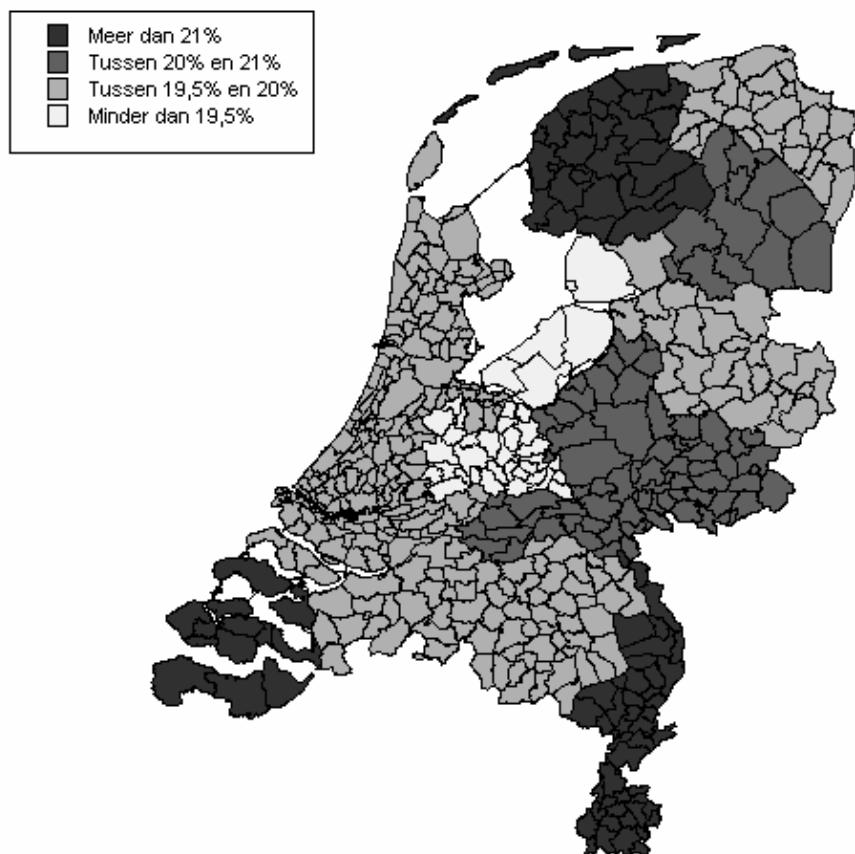 Meer dan 21%
Tussen 20% en 21%
Tussen 19,5% en 20%
Minder dan 19,5%